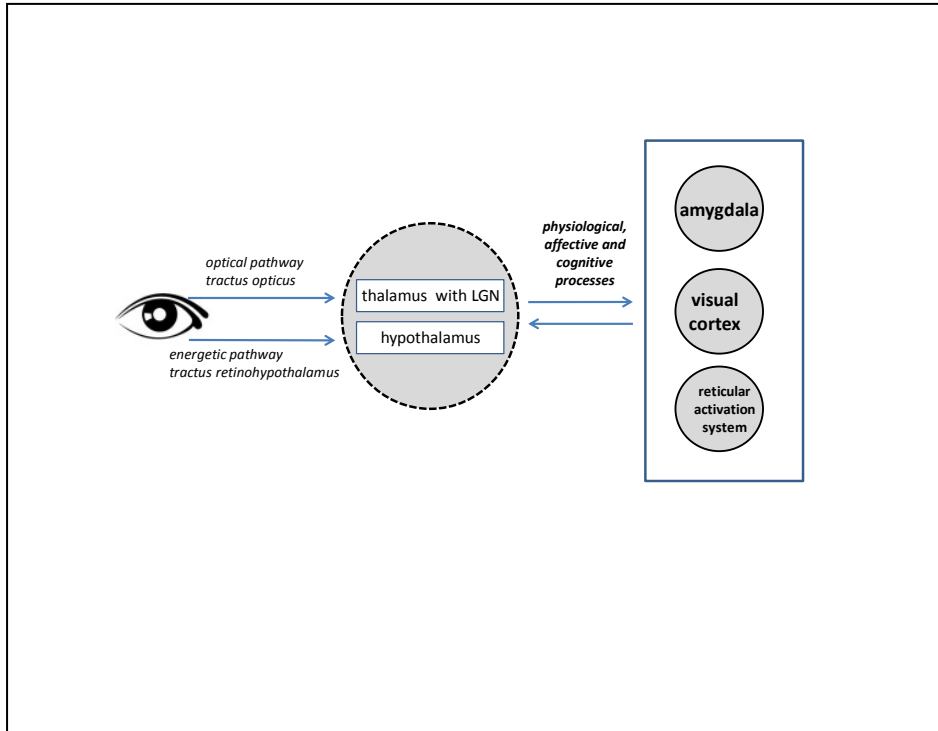 optical pathway
tractus opticus
energetic pathway
tractus retinohypothalamus
thalamus with LGN
hypothalamus
physiological,
affective and
cognitive
processes
amygdala
visual
cortex
reticular
activation
system